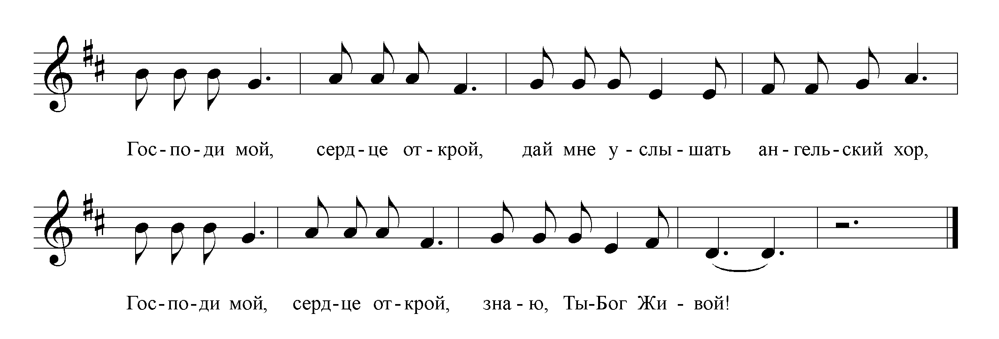 Гос-по-ди мой, серд-це от-крой, дай мне у-слы-шать ан-гель-ский хор,
Гос-по-ди мой, серд-це от-крой, зна-ю, Ты-Бог Жи-вой!